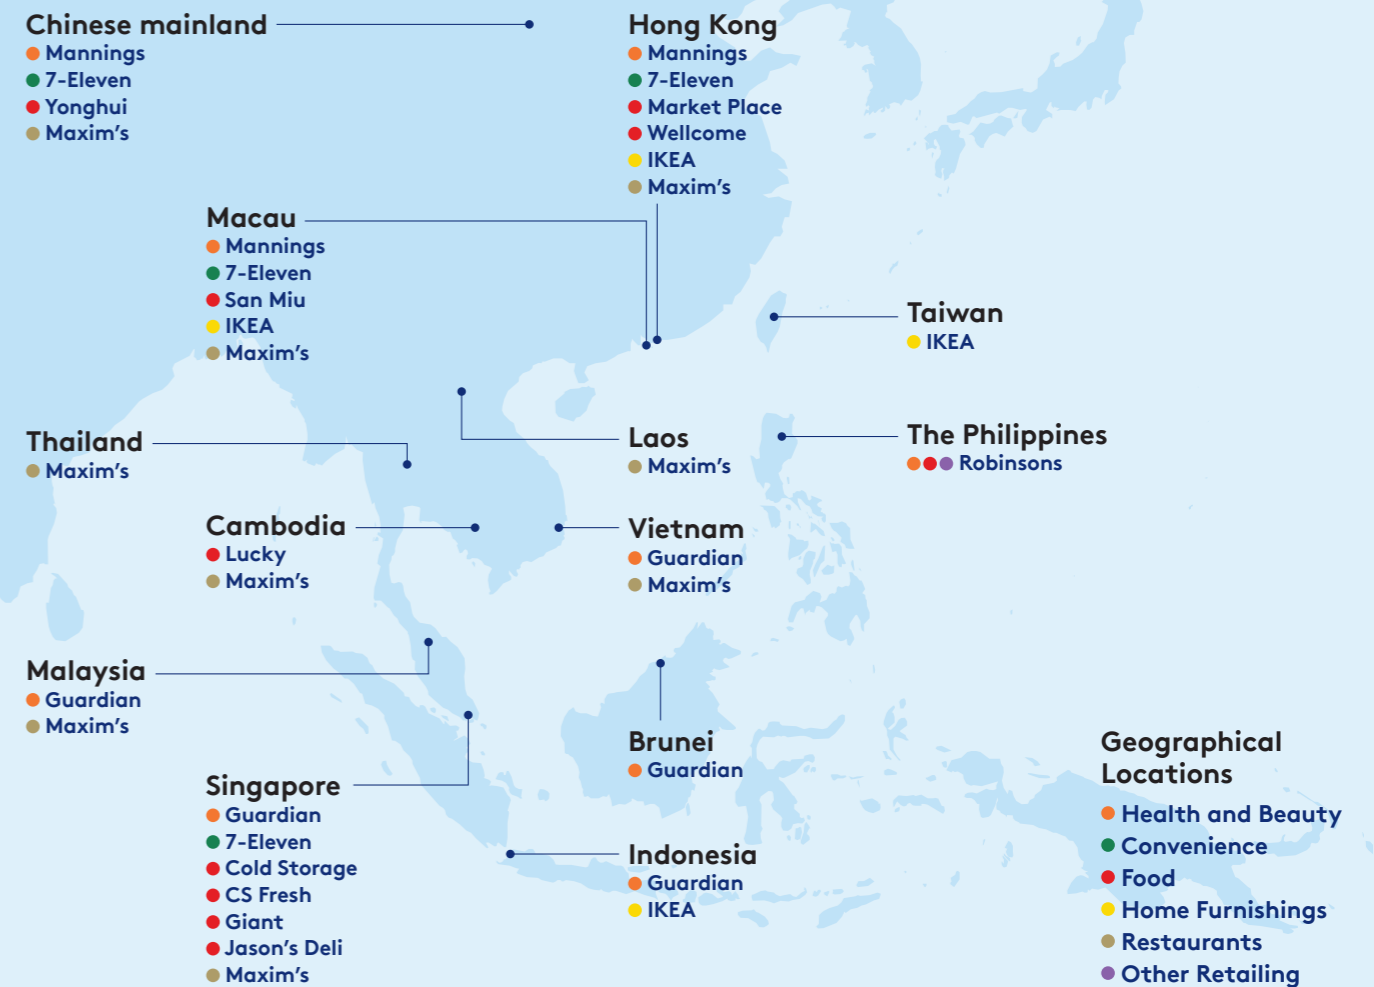 Chinese mainland
Mannings
7-Eleven
Yonghui
Maxim's
Hong Kong
Mannings
7-Eleven
Market Place
Wellcome
IKEA
Maxim's
Macau
Mannings
7-Eleven
San Miu
IKEA
Maxim's
Taiwan
IKEA
Thailand
Maxim's
Laos
Maxim's
The Philippines
Robinsons
Cambodia
Lucky
Maxim's
Vietnam
Guardian
Maxim's
Malaysia
Guardian
Maxim's
Brunei
Guardian
Singapore
Guardian
7-Eleven
Cold Storage
CS Fresh
Giant
Jason's Deli
Maxim's
Indonesia
Guardian
IKEA
Geographical
Locations
Health and Beauty
Convenience
Food
Home Furnishings
Restaurants
Other Retailing